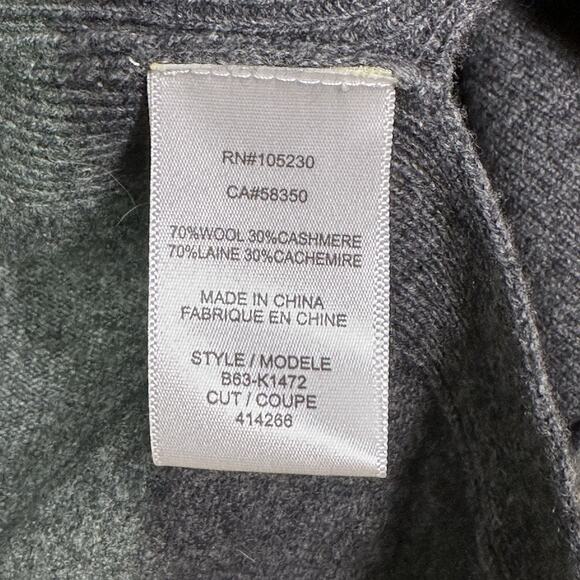 RN#105230
CA#58350
70%WOOL 30%CASHMERE
70%LAINE 30%CACHEMIRE
MADE IN CHINA
FABRIQUE EN CHINE
STYLE / MODELE
B63-K1472
CUT / COUPE
414266